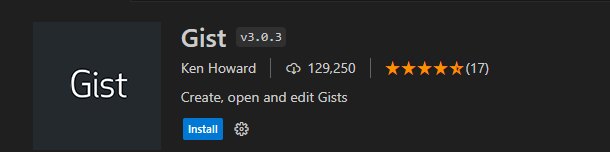 Gist
Gist v3.0.3
Ken Howard 129,250 (17)
Create, open and edit Gists
Install